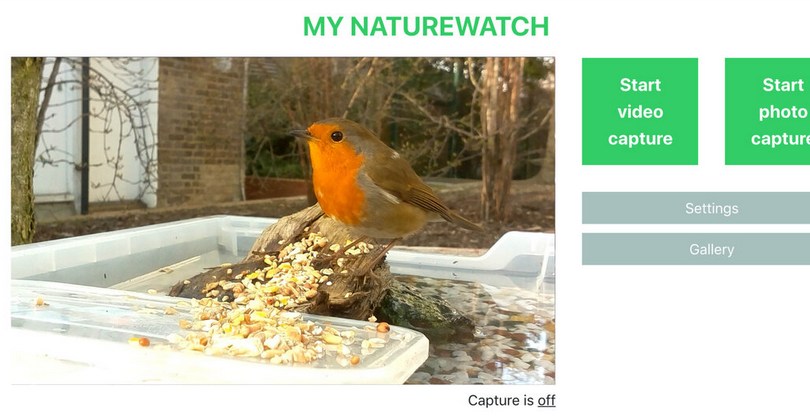 MY NATUREWATCH
Start
video
capture
Start
photo
capture
Settings
Gallery
Capture is off